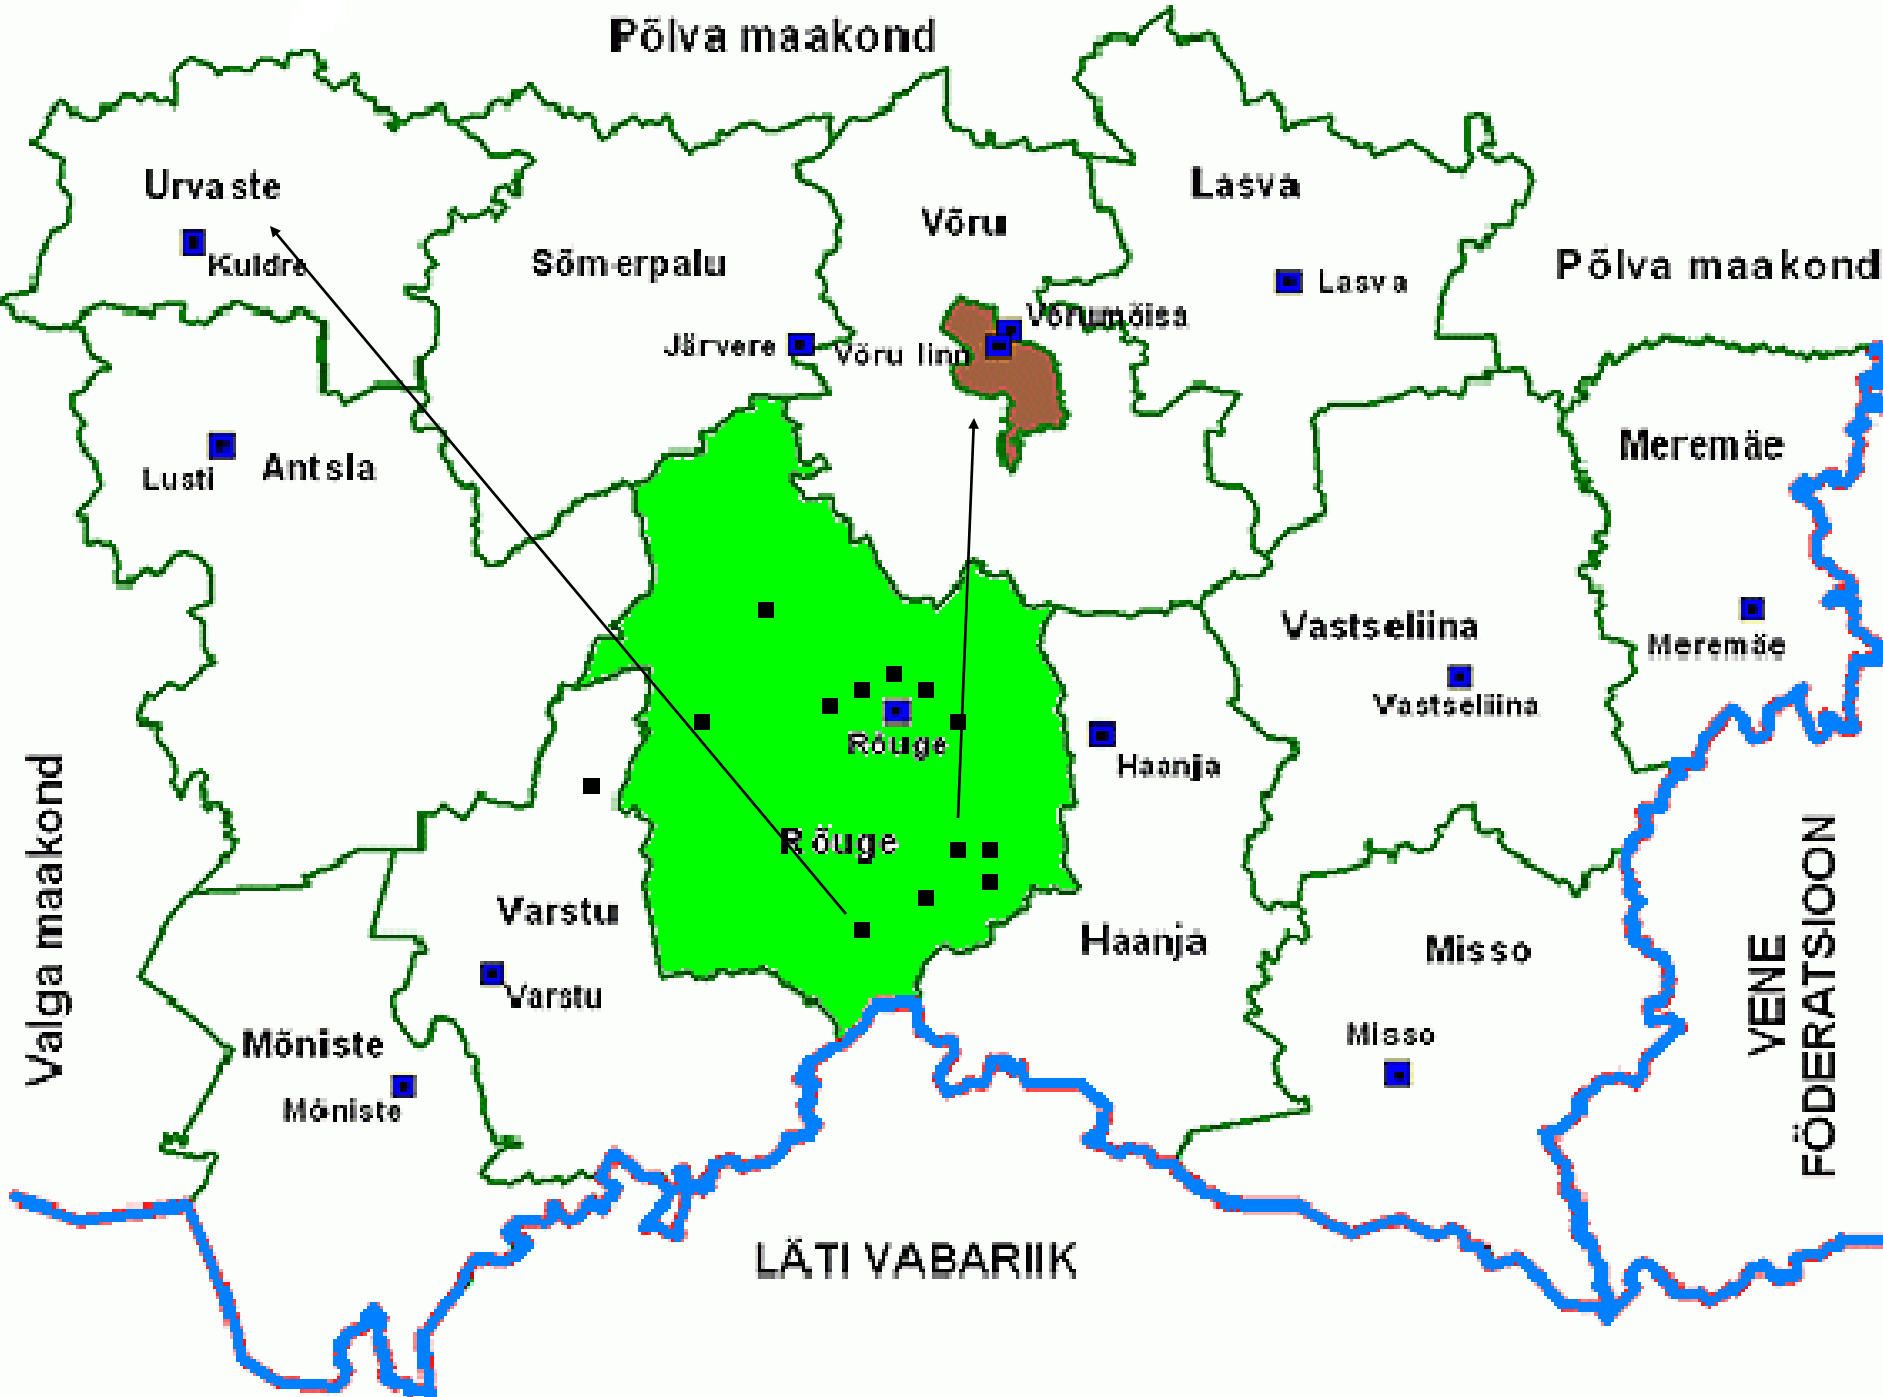 Põlva maakond
Urvaste
Kuldre
Sõmerpalu
Võru
Lasva
Lasva
Põlva maakond
Järvere
Võru linn
Võrumõisa
Lusti
Antsla
Meremäe
Meremäe
Vastseliina
Vastseliina
Rõuge
Rõuge
Haanja
Haanja
Varstu
Varstu
Misso
Misso
Mõniste
Mõniste
Valga maakond
VENE
FÖDERATSIOON
LÄTI VABARIIK